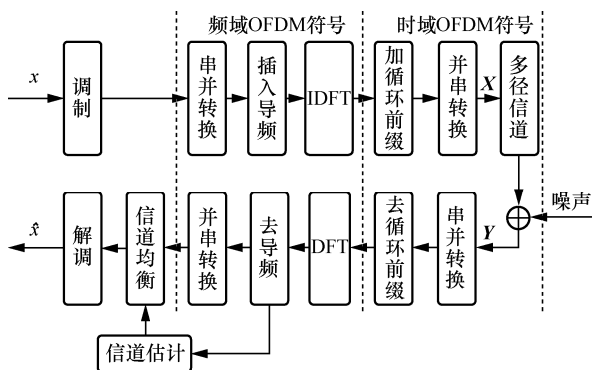 频域OFDM符号
时域OFDM符号
x
调制
串并转换
插入导频
IDFT
加循环前缀
并串转换
X
多径信道
噪声
x̂
解调
信道均衡
并串转换
去导频
DFT
去循环前缀
Y
串并转换
信道估计